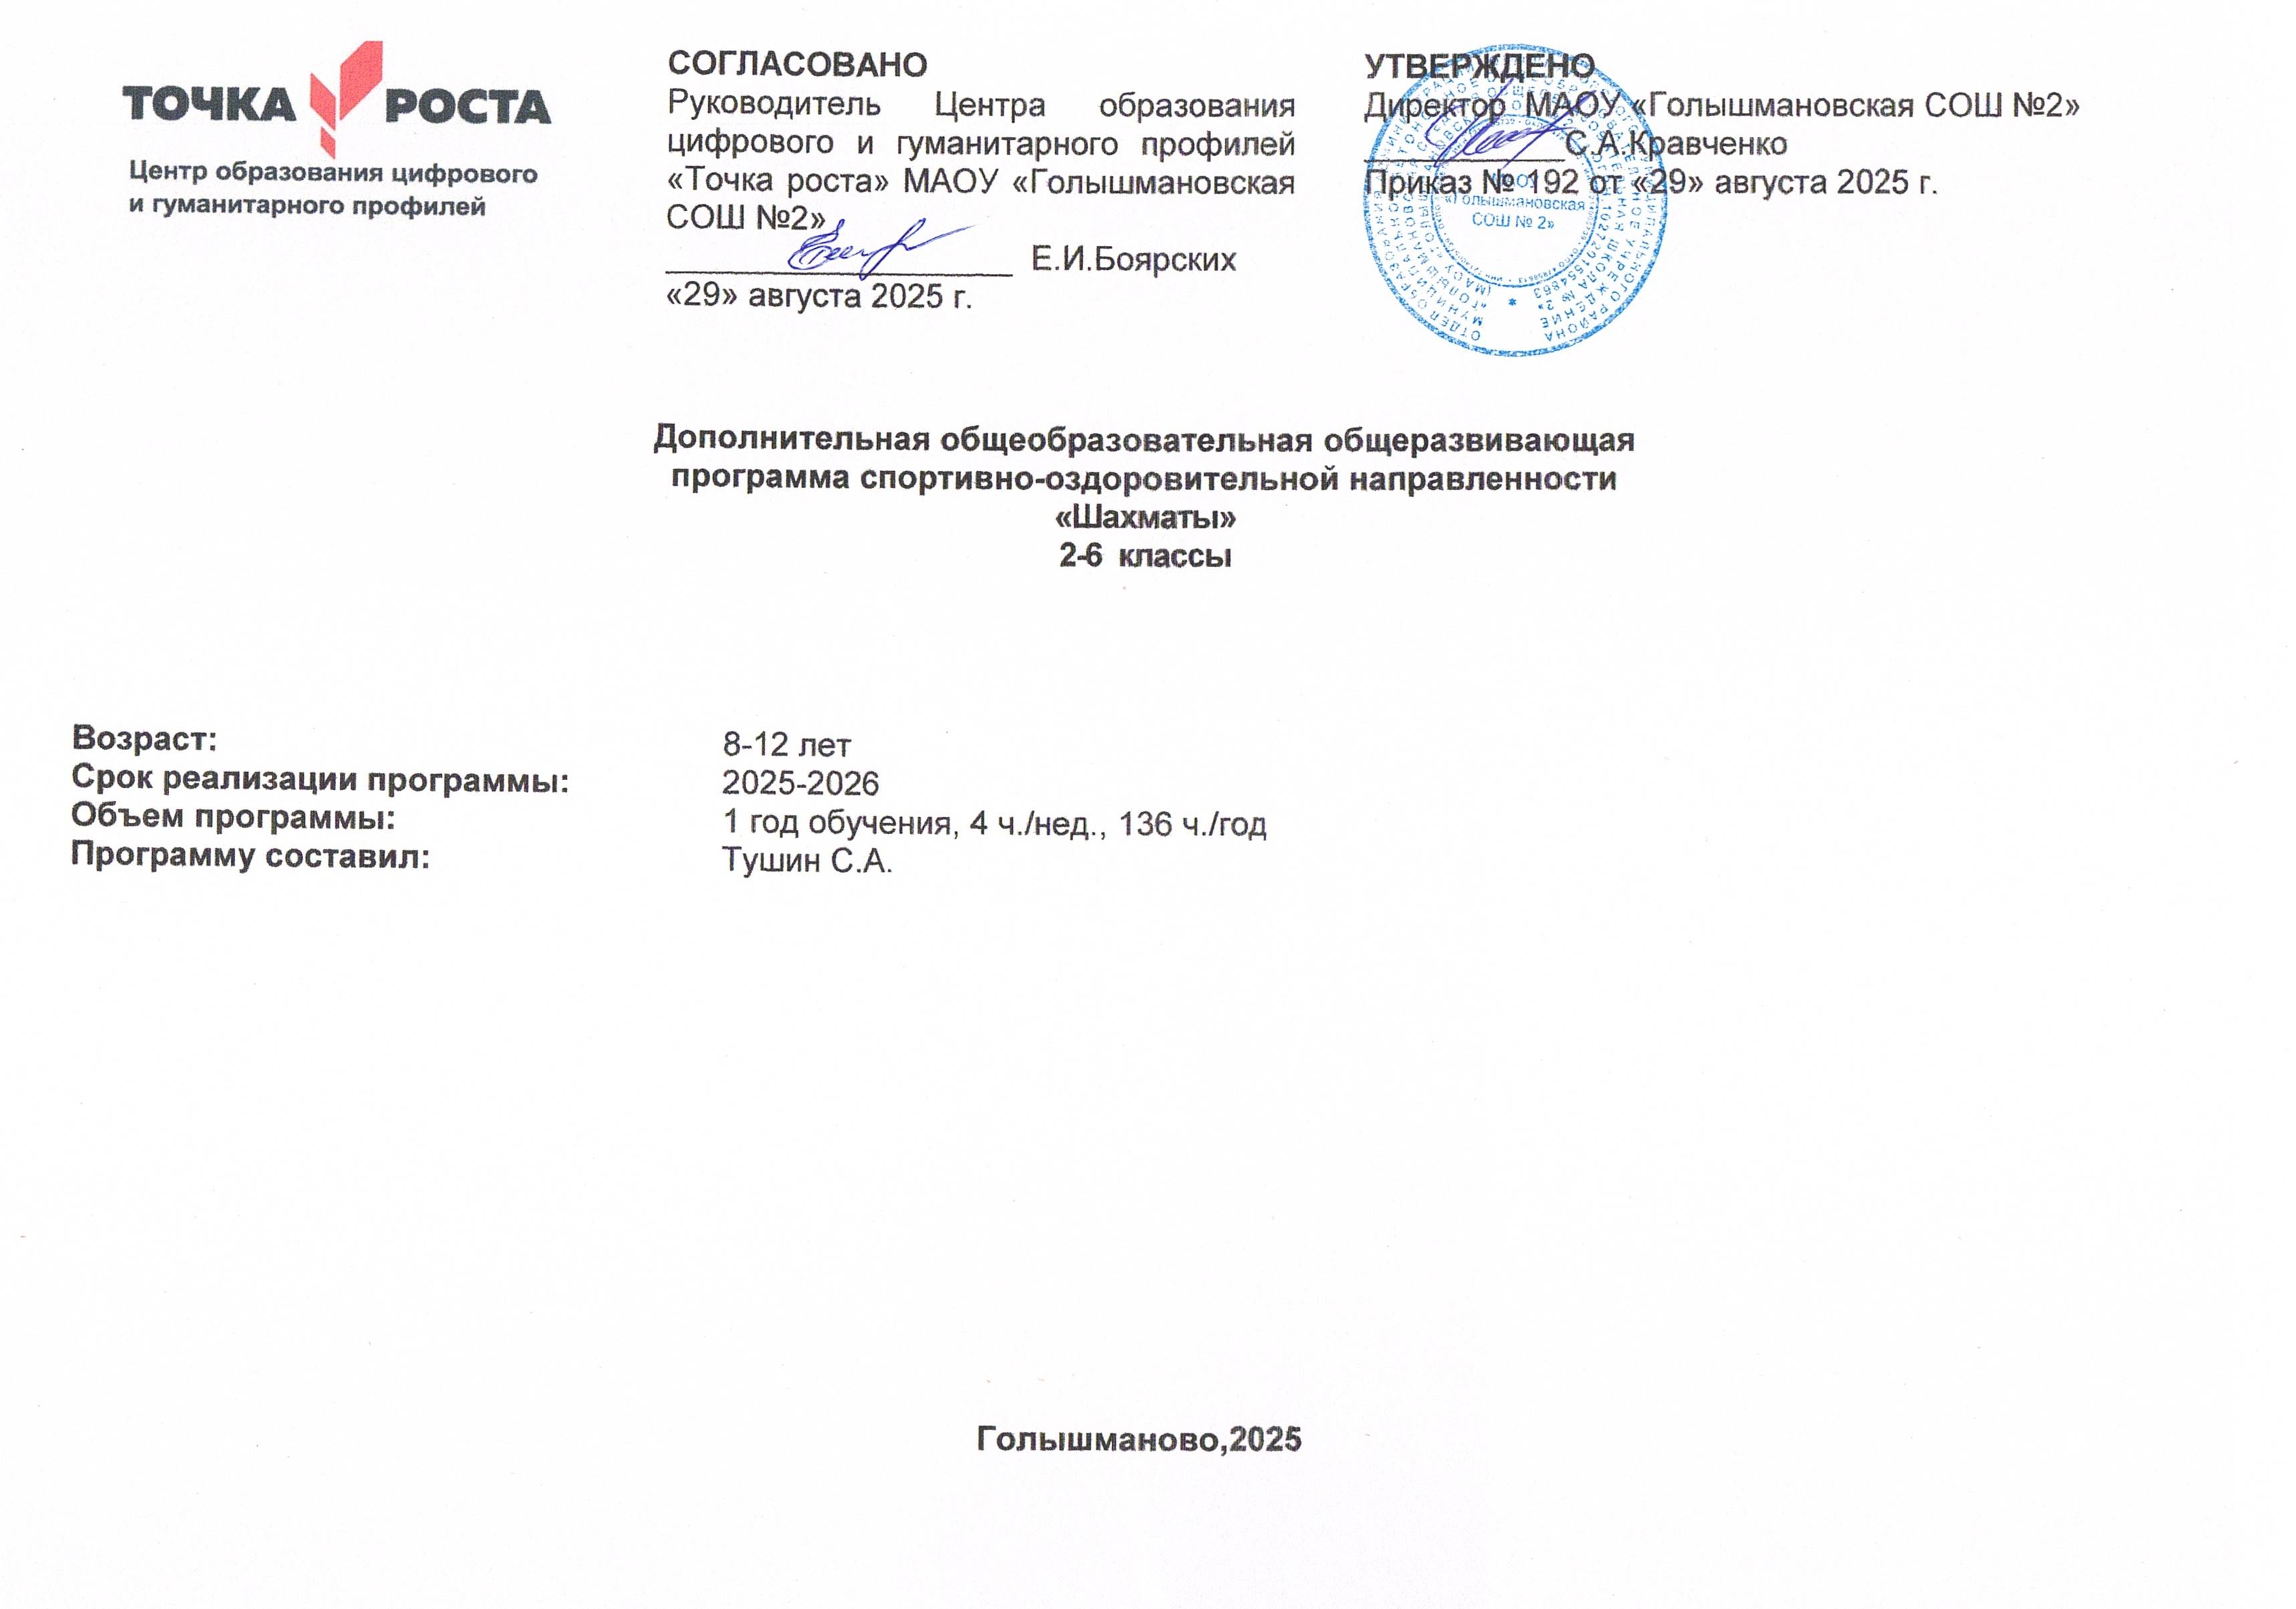 ТОЧКА РОСТА
Центр образования цифрового
и гуманитарного профилей
СОГЛАСОВАНО
Руководитель Центра образования
цифрового и гуманитарного профилей
«Точка роста» МАОУ «Голышмановская
СОШ №2»
Е.И.Боярских
«29» августа 2025 г.
УТВЕРЖДЕНО
Директор МАОУ «Голышмановская СОШ №2»
С.А.Кравченко
Приказ № 192 от «29» августа 2025 г.
МАОУ
«Голышмановская
СОШ № 2»
Дополнительная общеобразовательная общеразвивающая
программа спортивно-оздоровительной направленности
«Шахматы»
2-6 классы
Возраст: 8-12 лет
Срок реализации программы: 2025-2026
Объем программы: 1 год обучения, 4 ч./нед., 136 ч./год
Программу составил: Тушин С.А.
Голышманово,2025